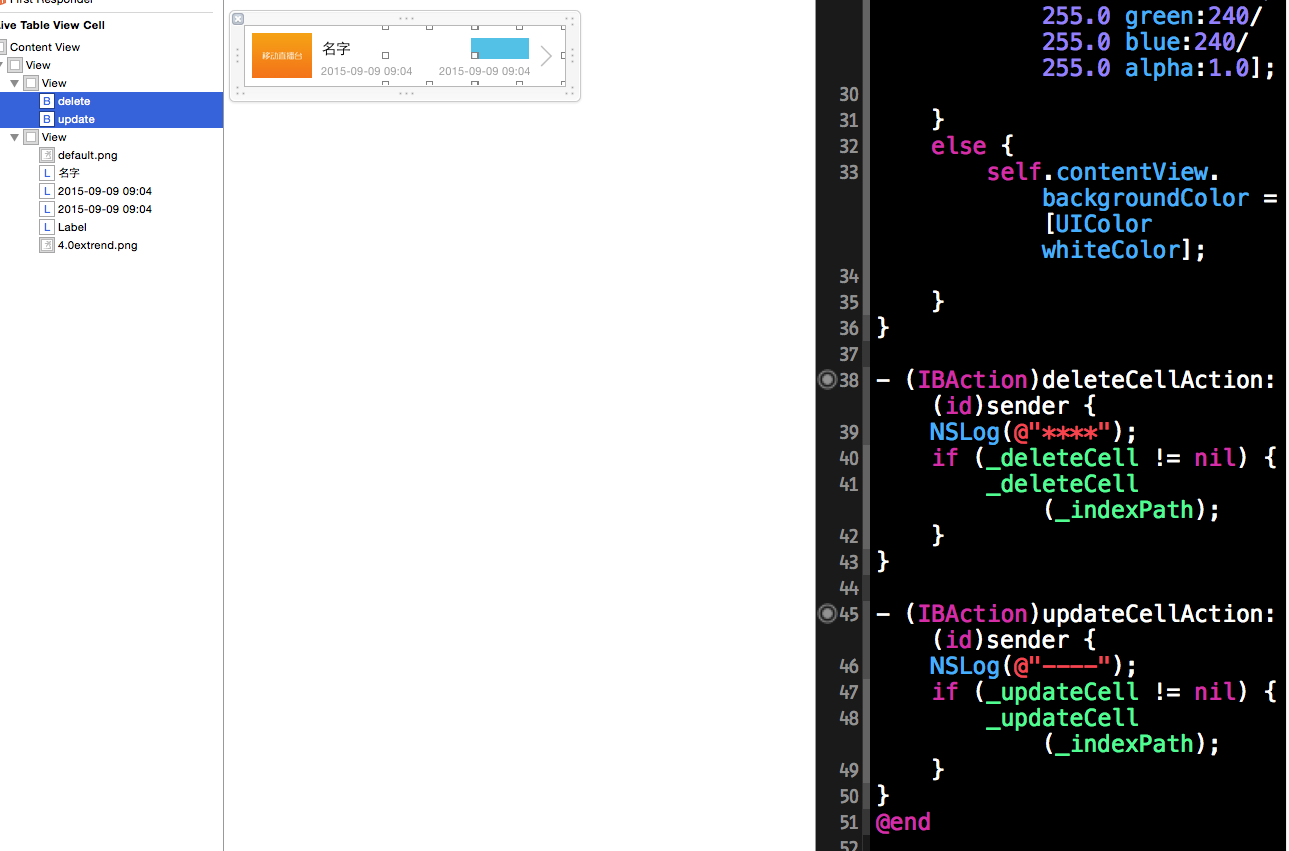 First Responder
ive Table View Cell
Content View
View
View
B delete
B update
View
default.png
L 名字
L 2015-09-09 09:04
L 2015-09-09 09:04
L Label
4.0extrend.png
移动直播台
名字
2015-09-09 09:04
2015-09-09 09:04
255.0 green:240/
255.0 blue:240/
255.0 alpha:1.0];
30
31 }
32 else {
33 self.contentView.
backgroundColor =
[UIColor
whiteColor];
34
35 }
36 }
37
38 - (IBAction)deleteCellAction:
(id)sender {
39 NSLog(@"****");
40 if (_deleteCell != nil) {
41 _deleteCell
(_indexPath);
42 }
43 }
44
45 - (IBAction)updateCellAction:
(id)sender {
46 NSLog(@"----");
47 if (_updateCell != nil) {
48 _updateCell
(_indexPath);
49 }
50 }
51 @end
52